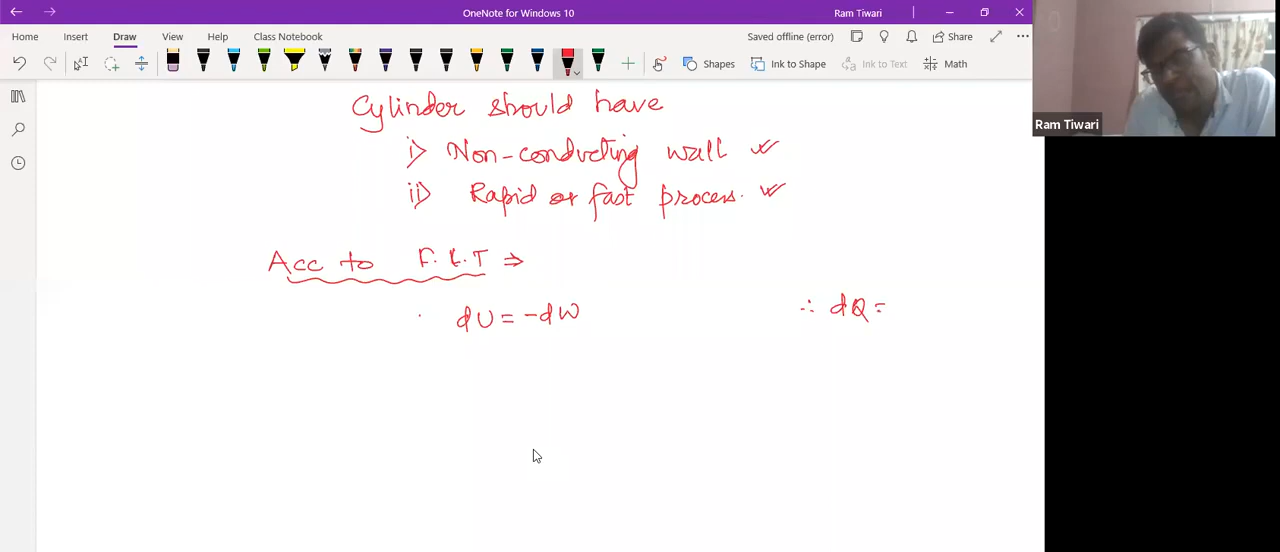 OneNote for Windows 10
Ram Tiwari
Home Insert Draw View Help Class Notebook
Saved offline (error)
Share
Shapes
Ink to Shape
Ink to Text
Math
Ram Tiwari
Cylinder should have
i) Non-conducting wall ✓
ii) Rapid or fast process. ✓
Acc to F.L.T ⇒
dU = -dW ∴ dQ =